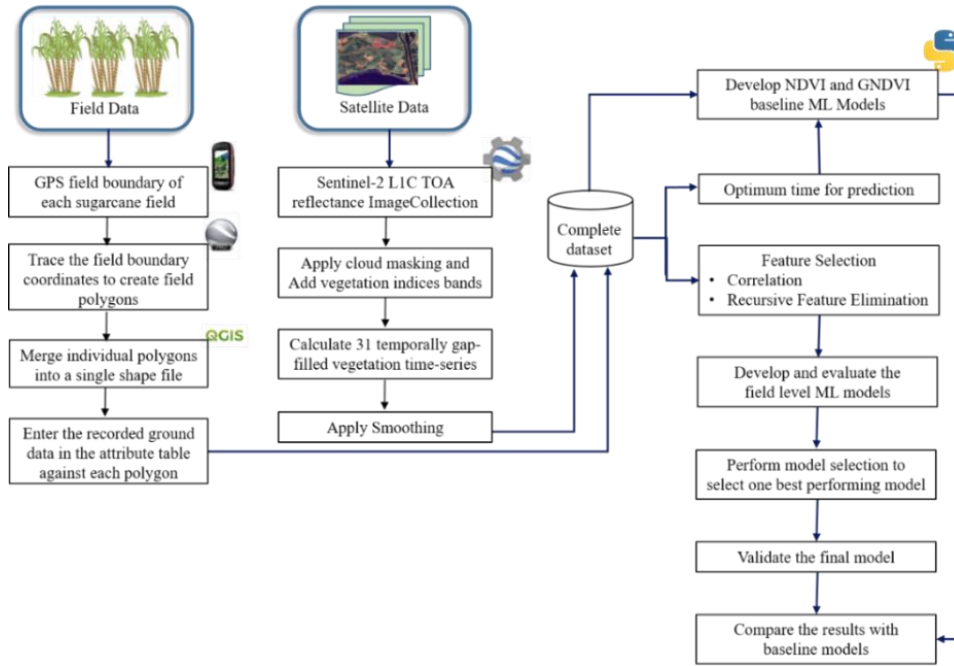 Field Data
GPS field boundary of
each sugarcane field
Trace the field boundary
coordinates to create field
polygons
QGIS
Merge individual polygons
into a single shape file
Enter the recorded ground
data in the attribute table
against each polygon
Satellite Data
Sentinel-2 L1C TOA
reflectance ImageCollection
Apply cloud masking and
Add vegetation indices bands
Calculate 31 temporally gap-
filled vegetation time-series
Apply Smoothing
Complete
dataset
Develop NDVI and GNDVI
baseline ML Models
Optimum time for prediction
Feature Selection
• Correlation
• Recursive Feature Elimination
Develop and evaluate the
field level ML models
Perform model selection to
select one best performing model
Validate the final model
Compare the results with
baseline models